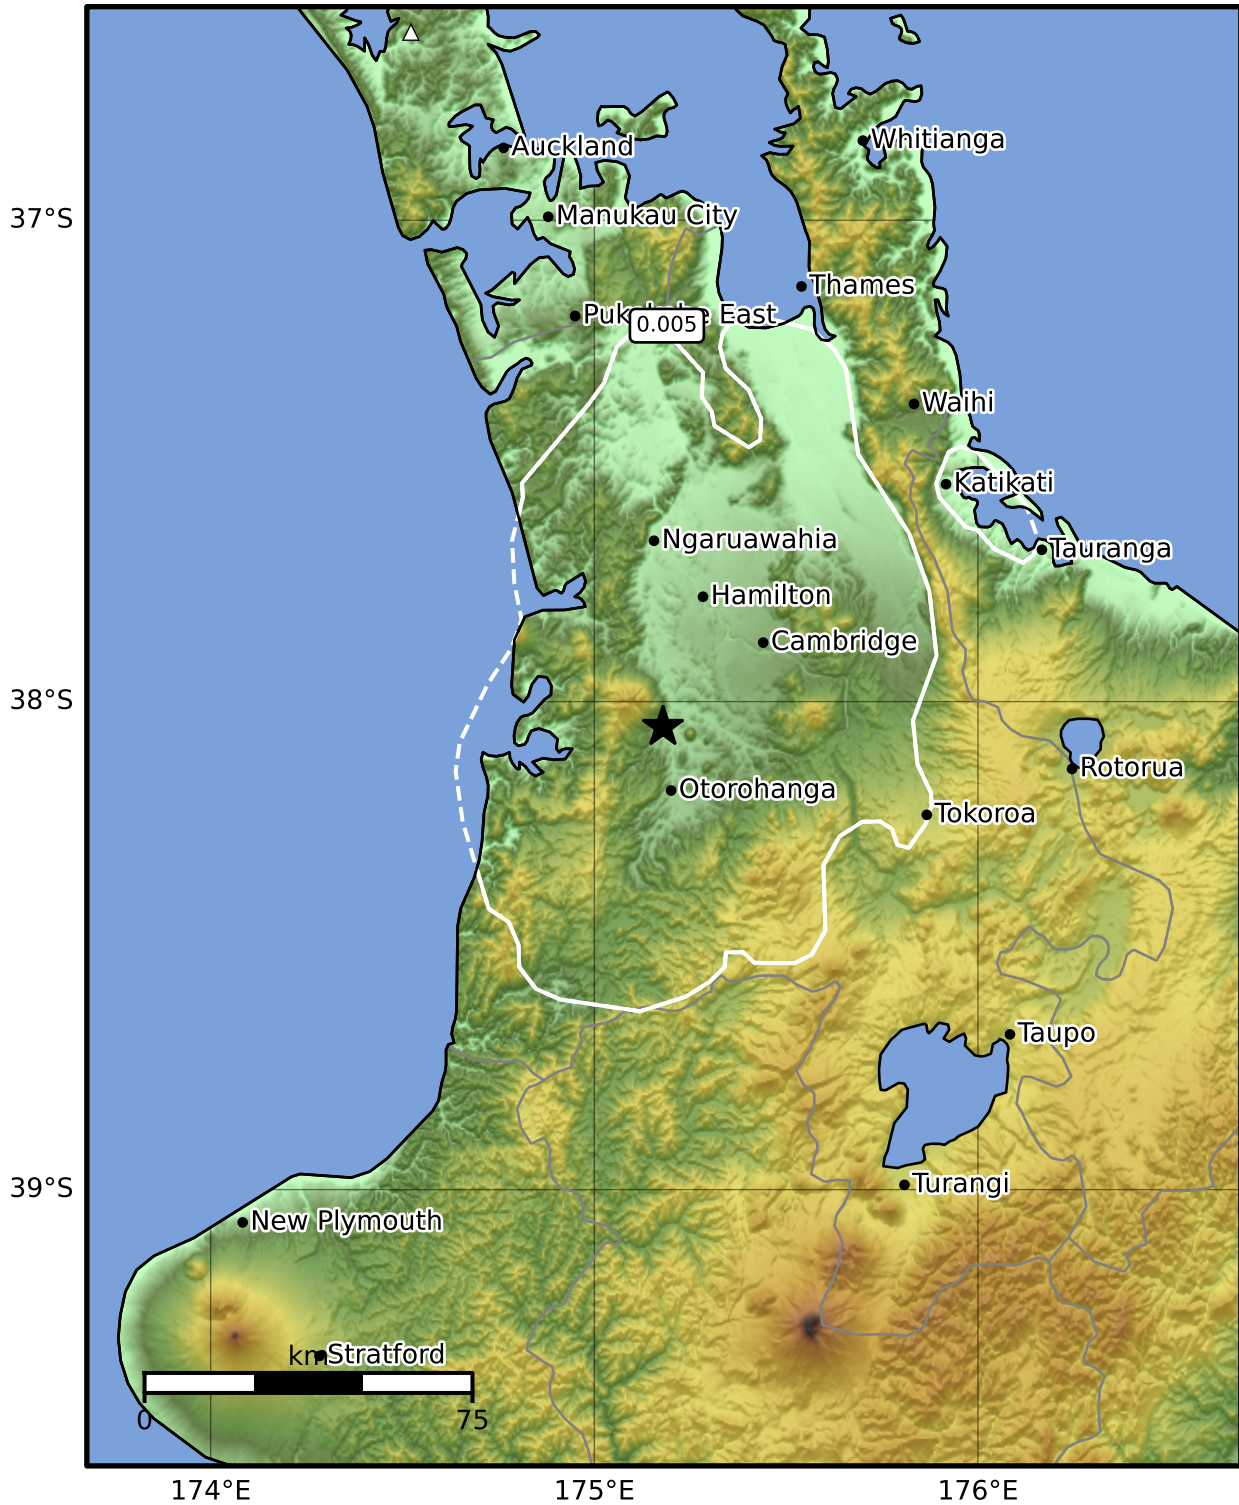 Auckland
Whitianga
Manukau City
37°S
Thames
East
0.005
Waihi
Katikati
Ngaruawahia
Tauranga
Hamilton
Cambridge
38°S
Rotorua
Otorohanga
Tokoroa
Taupo
39°S
Turangi
New Plymouth
km
Stratford
0
75
174°E
175°E
176°E